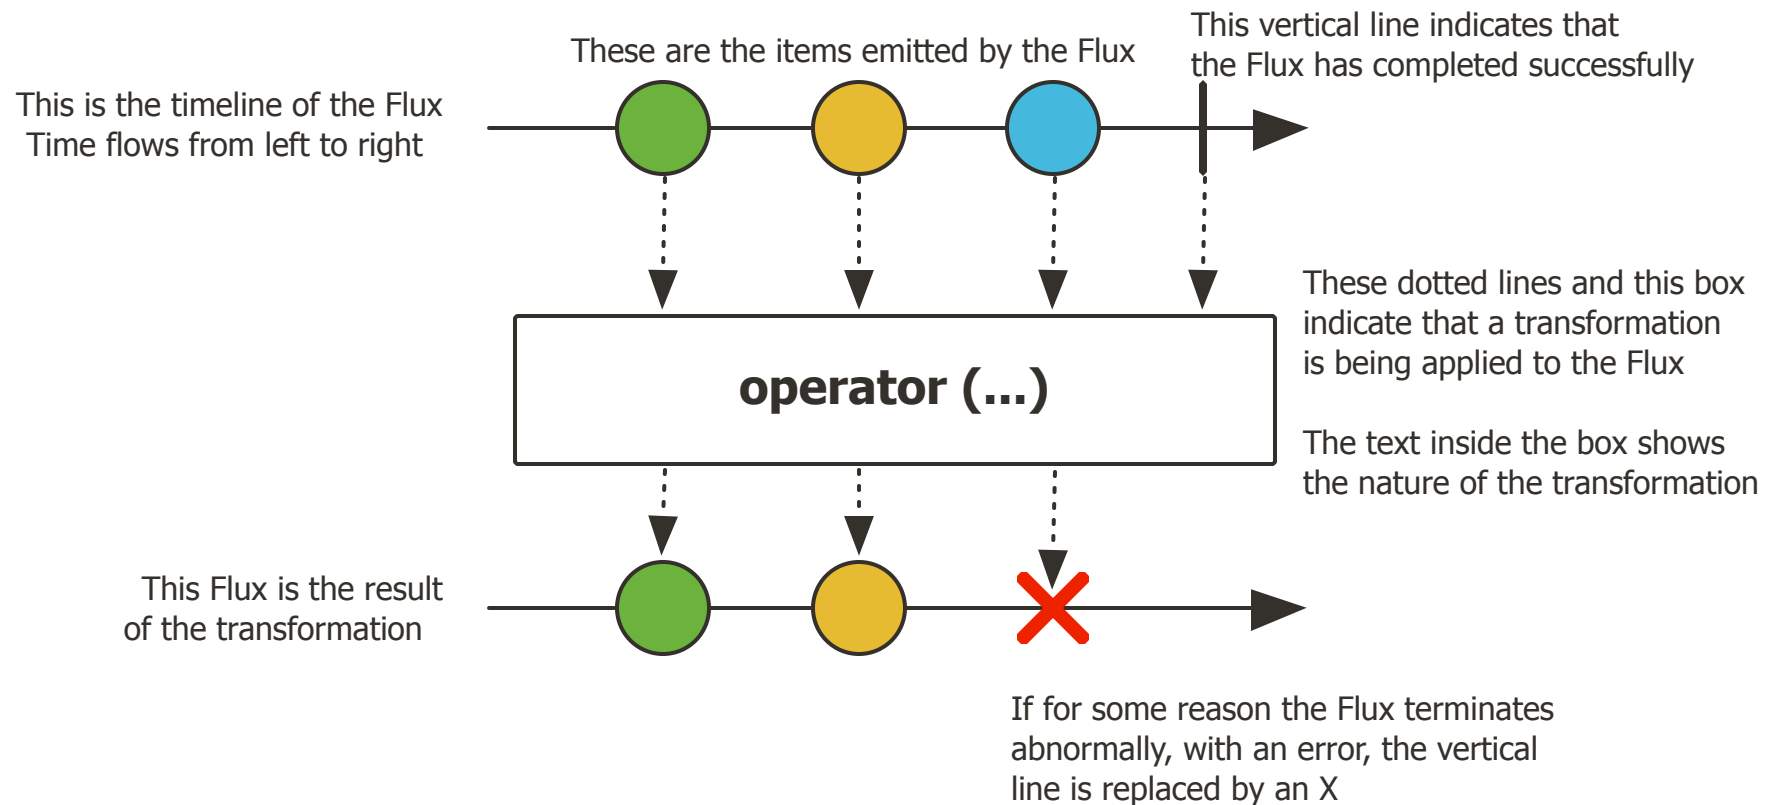 These are the items emitted by the Flux
This vertical line indicates that
the Flux has completed successfully
This is the timeline of the Flux
Time flows from left to right
These dotted lines and this box
indicate that a transformation
is being applied to the Flux
operator (...)
The text inside the box shows
the nature of the transformation
This Flux is the result
of the transformation
If for some reason the Flux terminates
abnormally, with an error, the vertical
line is replaced by an X